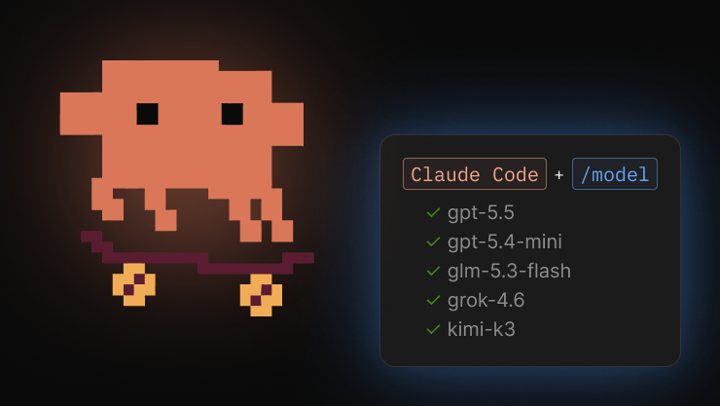 Claude Code + /model
gpt-5.5
gpt-5.4-mini
glm-5.3-flash
grok-4.6
kimi-k3